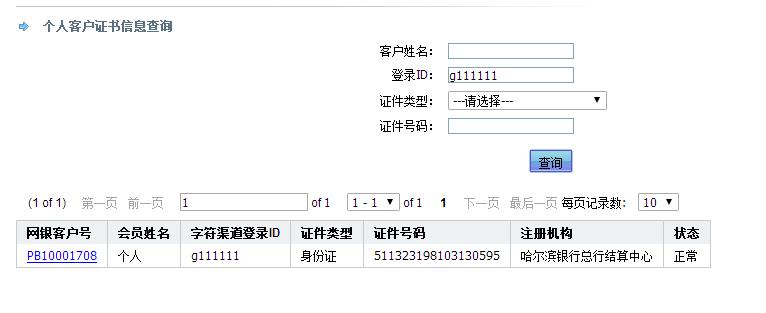 个人客户证书信息查询
客户姓名：
登录ID： g111111
证件类型： ---请选择---
证件号码：
查询
(1 of 1) 第一页 前一页 1 of 1 1 - 1 of 1 1 下一页 最后一页 每页记录数： 10
网银客户号 会员姓名 字符渠道登录ID 证件类型 证件号码 注册机构 状态
PB10001708 个人 g111111 身份证 511323198103130595 哈尔滨银行总行结算中心 正常